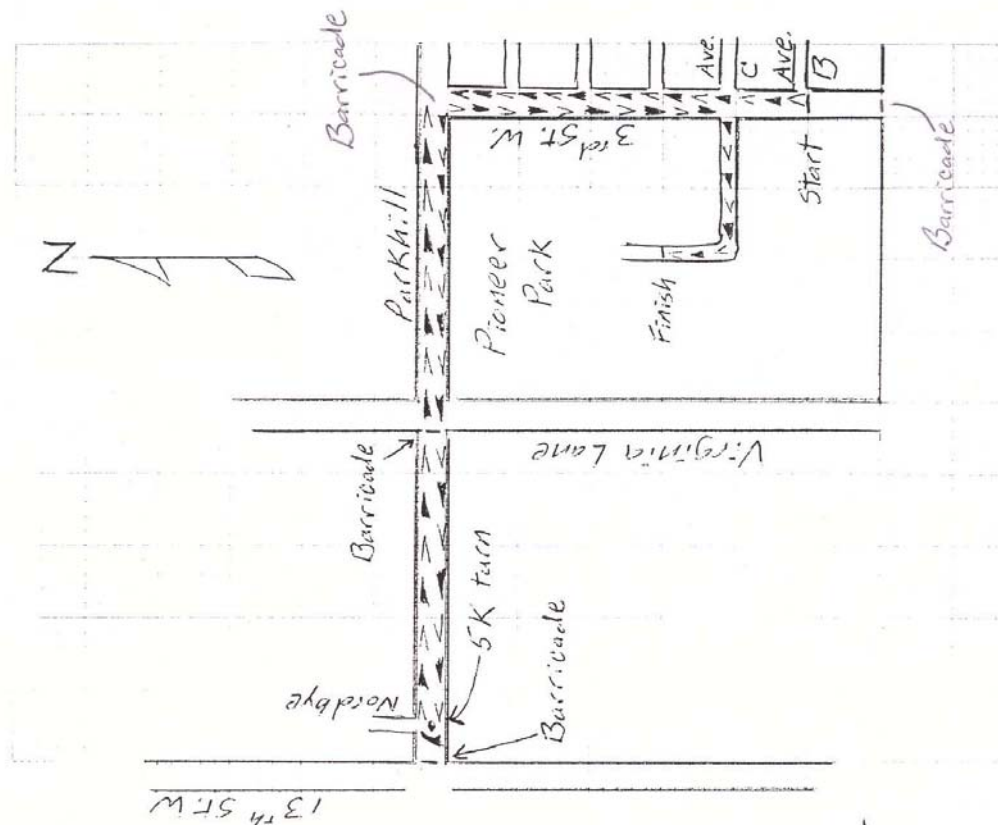 Barricade
Ave.
C
Ave.
B
3rd St. W.
Start
Barricade
N
Parkhill
Pioneer
Park
Finish
Virginia Lane
Barricade
5K turn
Barricade
Nordbye
13th St. W